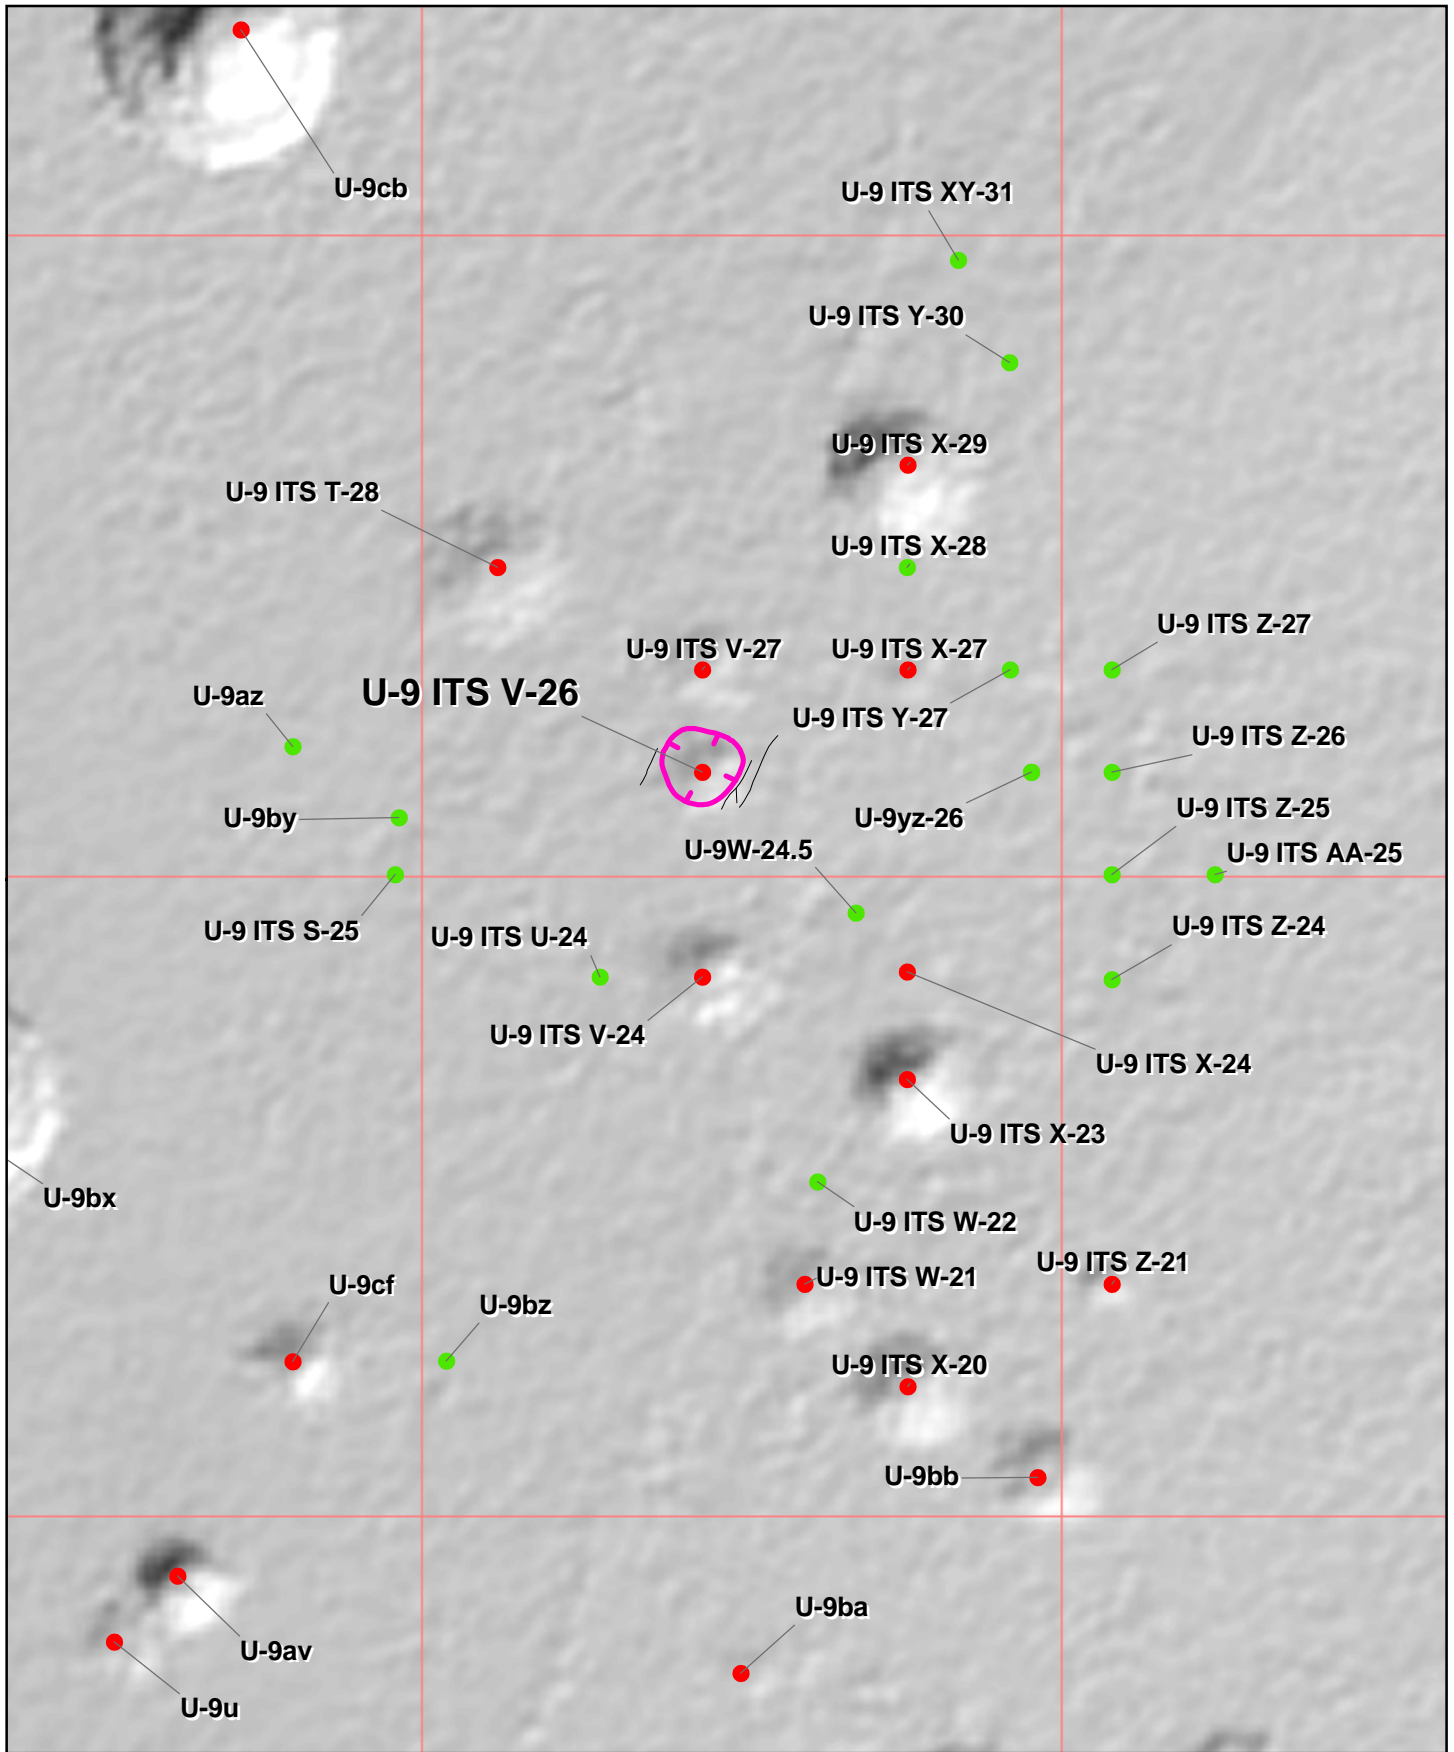 U-9cb
U-9 ITS XY-31
U-9 ITS Y-30
U-9 ITS X-29
U-9 ITS T-28
U-9 ITS X-28
U-9 ITS Z-27
U-9 ITS V-27
U-9 ITS X-27
U-9 ITS V-26
U-9az
U-9 ITS Y-27
U-9 ITS Z-26
U-9 ITS Z-25
U-9by
U-9yz-26
U-9W-24.5
U-9 ITS AA-25
U-9 ITS S-25
U-9 ITS U-24
U-9 ITS Z-24
U-9 ITS V-24
U-9 ITS X-24
U-9 ITS X-23
U-9bx
U-9 ITS W-22
U-9 ITS Z-21
U-9 ITS W-21
U-9cf
U-9bz
U-9 ITS X-20
U-9bb
U-9ba
U-9av
U-9u